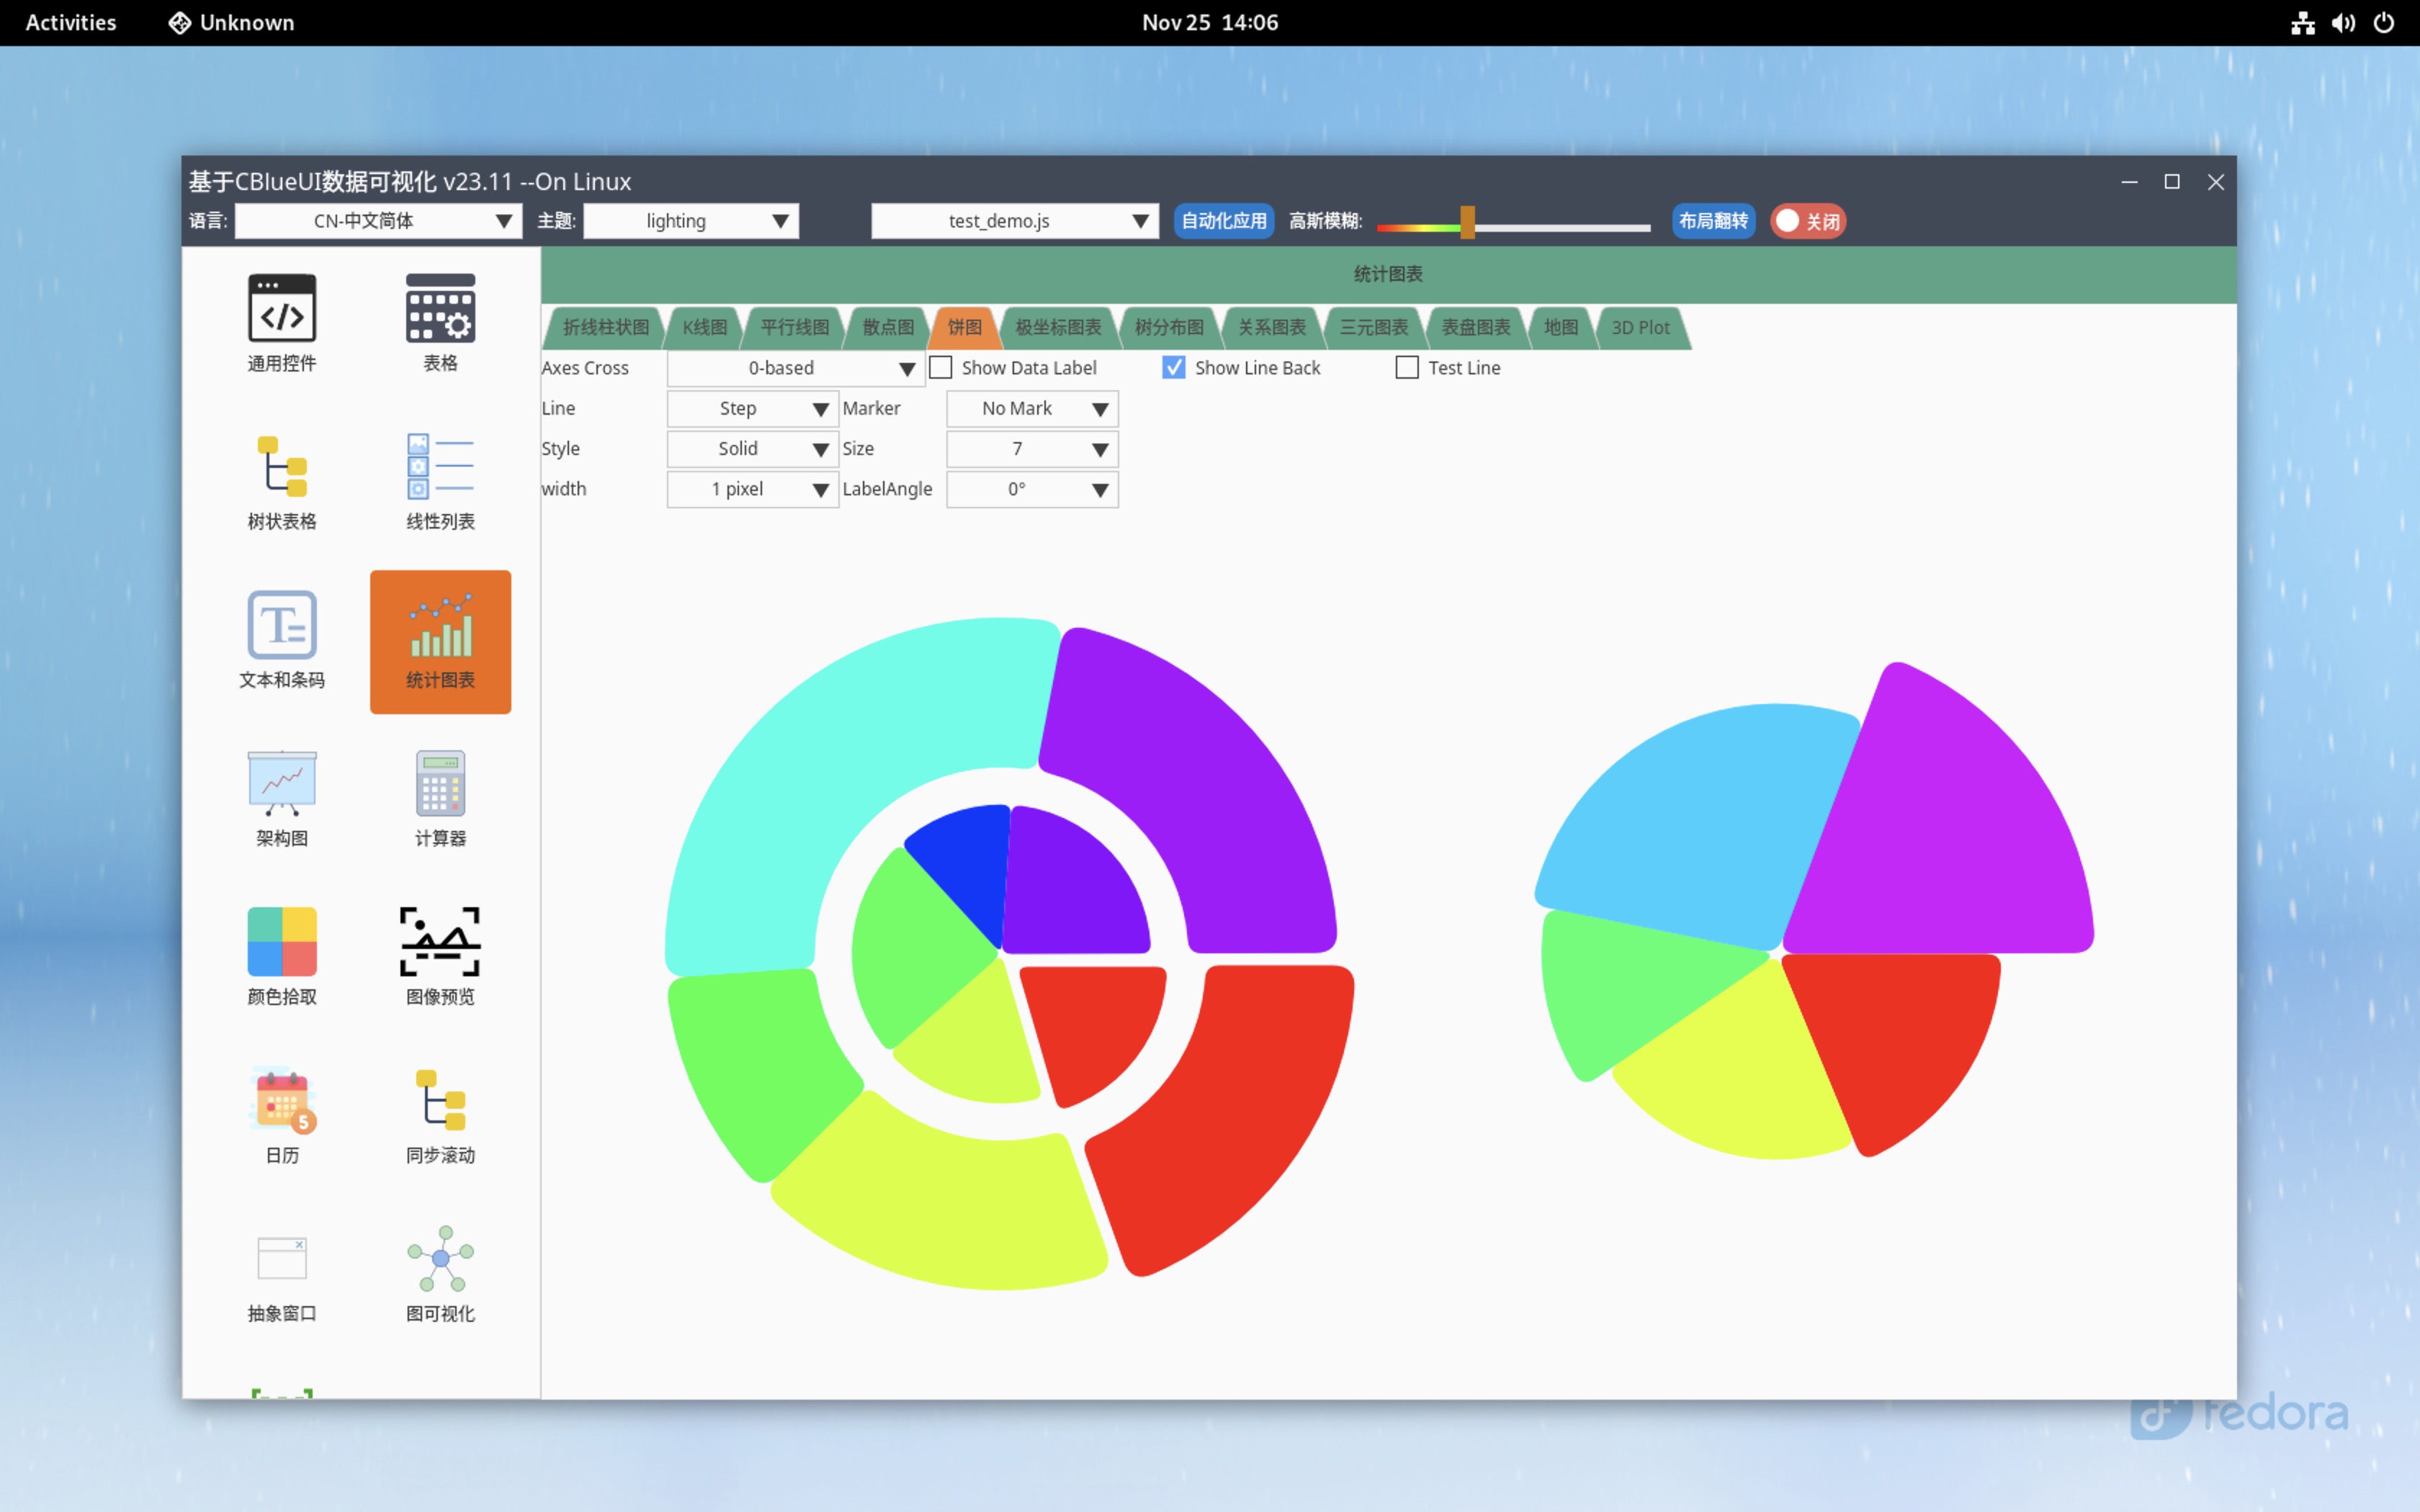 Activities Unknown Nov 25 14:06
基于CBlueUI数据可视化 v23.11 --On Linux
语言: CN-中文简体 主题: lighting test_demo.js 自动化应用 高斯模糊: 布局翻转 关闭
统计图表
折线柱状图 K线图 平行线图 散点图 饼图 极坐标图表 树分布图 关系图表 三元图表 表盘图表 地图 3D Plot
Axes Cross 0-based Show Data Label Show Line Back Test Line
Line Step Marker No Mark
Style Solid Size 7
width 1 pixel LabelAngle 0°
通用控件 表格
树状表格 线性列表
文本和条码 统计图表
架构图 计算器
颜色拾取 图像预览
5
日历 同步滚动
抽象窗口 图可视化
fedora